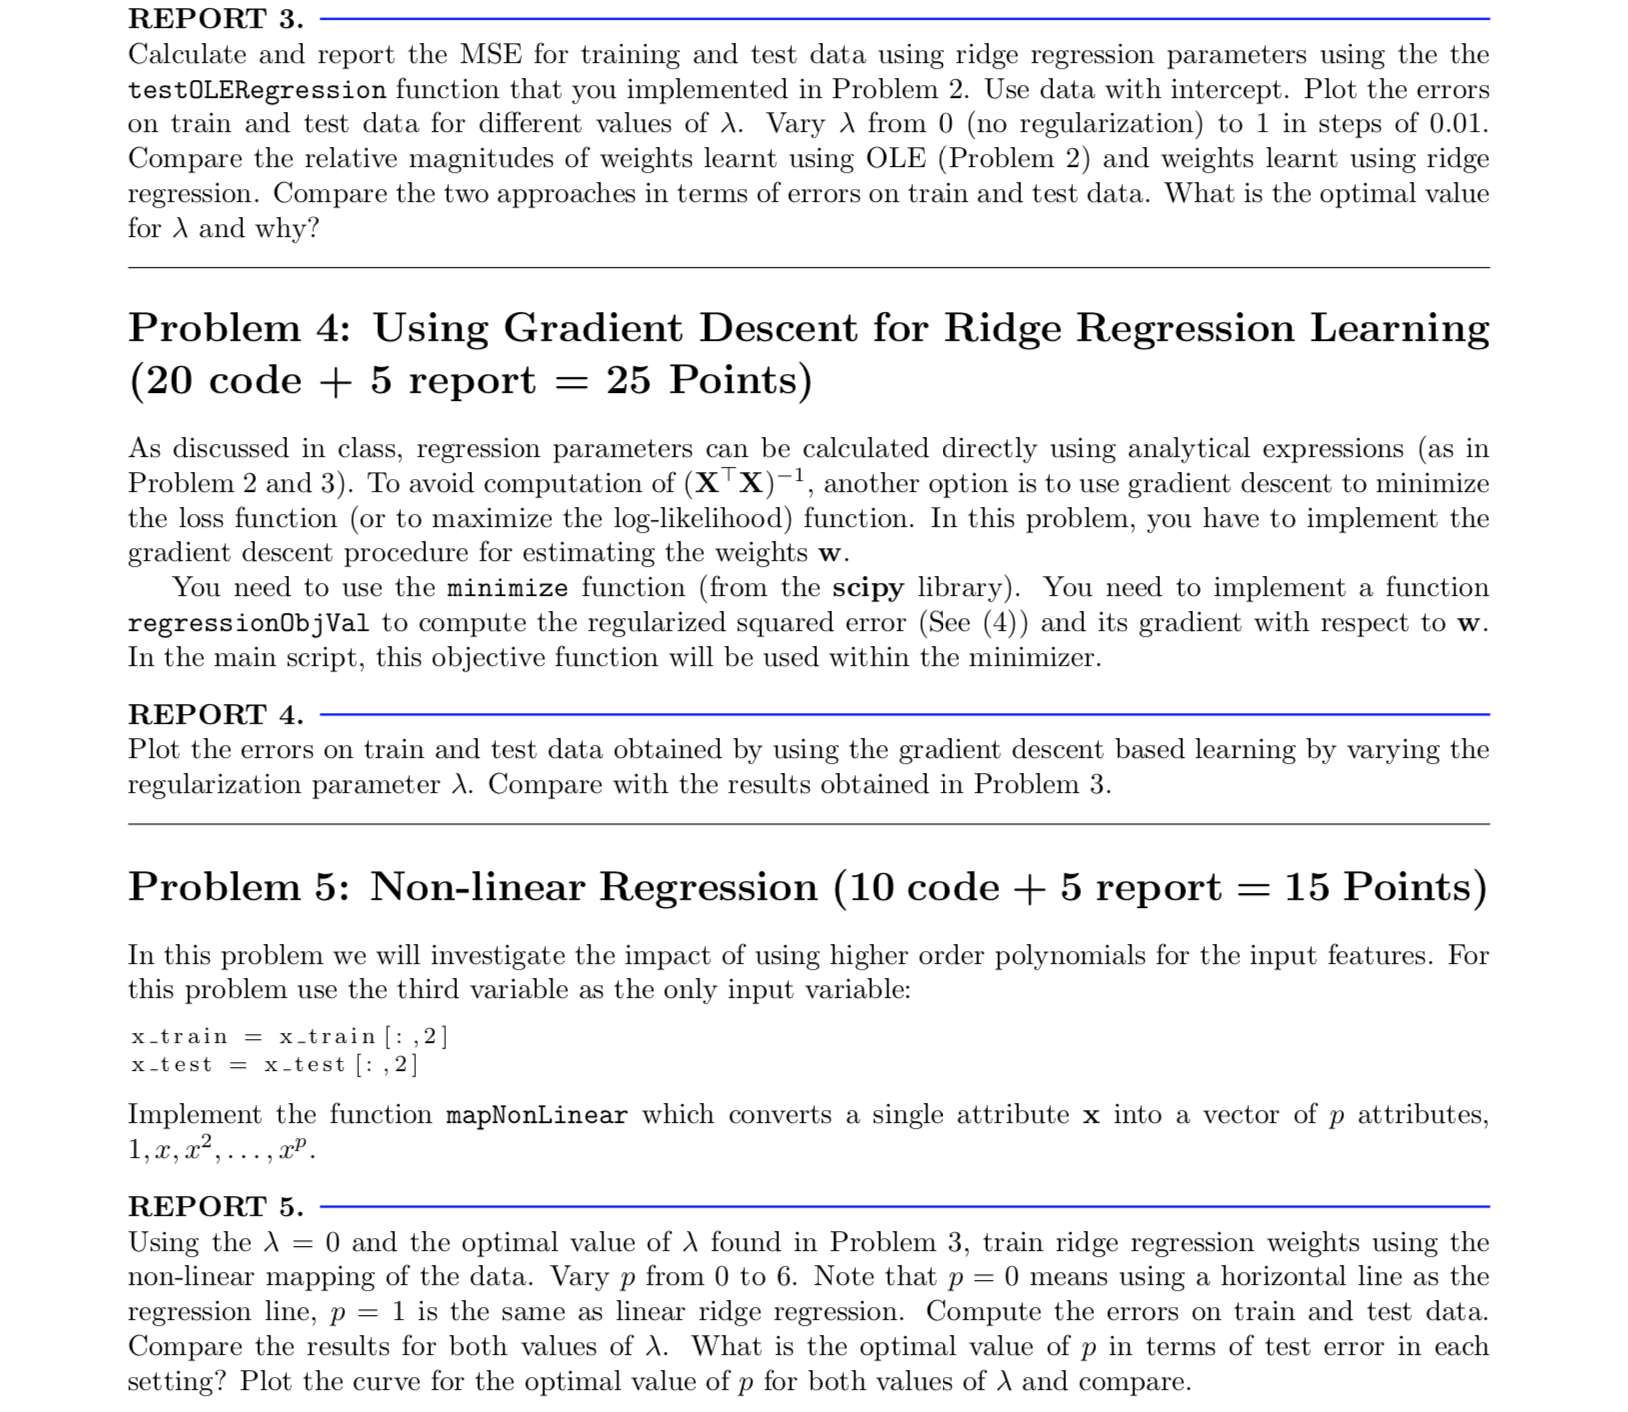 REPORT 3.
Calculate and report the MSE for training and test data using ridge regression parameters using the the
testOLERegression function that you implemented in Problem 2. Use data with intercept. Plot the errors
on train and test data for different values of λ. Vary λ from 0 (no regularization) to 1 in steps of 0.01.
Compare the relative magnitudes of weights learnt using OLE (Problem 2) and weights learnt using ridge
regression. Compare the two approaches in terms of errors on train and test data. What is the optimal value
for λ and why?
Problem 4: Using Gradient Descent for Ridge Regression Learning
(20 code + 5 report = 25 Points)
As discussed in class, regression parameters can be calculated directly using analytical expressions (as in
Problem 2 and 3). To avoid computation of (X⊤X)⁻¹, another option is to use gradient descent to minimize
the loss function (or to maximize the log-likelihood) function. In this problem, you have to implement the
gradient descent procedure for estimating the weights w.
You need to use the minimize function (from the scipy library). You need to implement a function
regressionObjVal to compute the regularized squared error (See (4)) and its gradient with respect to w.
In the main script, this objective function will be used within the minimizer.
REPORT 4.
Plot the errors on train and test data obtained by using the gradient descent based learning by varying the
regularization parameter λ. Compare with the results obtained in Problem 3.
Problem 5: Non-linear Regression (10 code + 5 report = 15 Points)
In this problem we will investigate the impact of using higher order polynomials for the input features. For
this problem use the third variable as the only input variable:
x_train = x_train[:,2]
x_test = x_test[:,2]
Implement the function mapNonLinear which converts a single attribute x into a vector of p attributes,
1, x, x², . . . , xᵖ.
REPORT 5.
Using the λ = 0 and the optimal value of λ found in Problem 3, train ridge regression weights using the
non-linear mapping of the data. Vary p from 0 to 6. Note that p = 0 means using a horizontal line as the
regression line, p = 1 is the same as linear ridge regression. Compute the errors on train and test data.
Compare the results for both values of λ. What is the optimal value of p in terms of test error in each
setting? Plot the curve for the optimal value of p for both values of λ and compare.